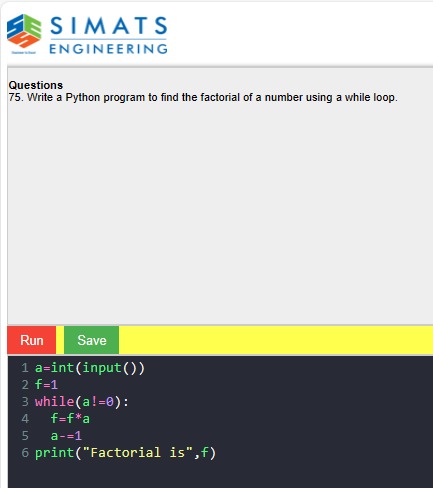 SIMATS
ENGINEERING
Questions
75. Write a Python program to find the factorial of a number using a while loop.
Run Save
1 a=int(input())
2 f=1
3 while(a!=0):
4   f=f*a
5   a-=1
6 print("Factorial is",f)